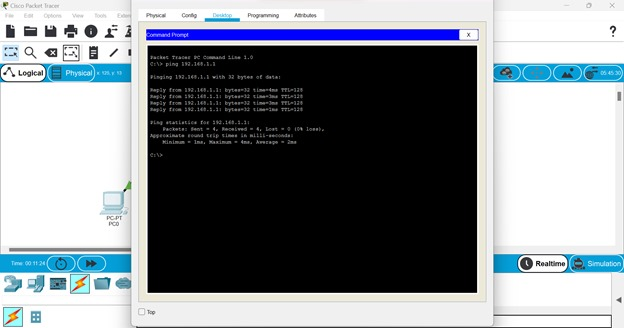 Cisco Packet Tracer
File Edit Options View Tools Exten
Physical Config Desktop Programming Attributes
Command Prompt X
Logical Physical x: 120, y: 13
05:45:30
Packet Tracer PC Command Line 1.0
C:\> ping 192.168.1.1
Pinging 192.168.1.1 with 32 bytes of data:
Reply from 192.168.1.1: bytes=32 time=4ms TTL=128
Reply from 192.168.1.1: bytes=32 time=3ms TTL=128
Reply from 192.168.1.1: bytes=32 time=3ms TTL=128
Reply from 192.168.1.1: bytes=32 time=1ms TTL=128
Ping statistics for 192.168.1.1:
Packets: Sent = 4, Received = 4, Lost = 0 (0% loss),
Approximate round trip times in milli-seconds:
Minimum = 1ms, Maximum = 4ms, Average = 2ms
C:\>
PC-PT
PC0
Time: 00:11:24
Realtime Simulation
Top